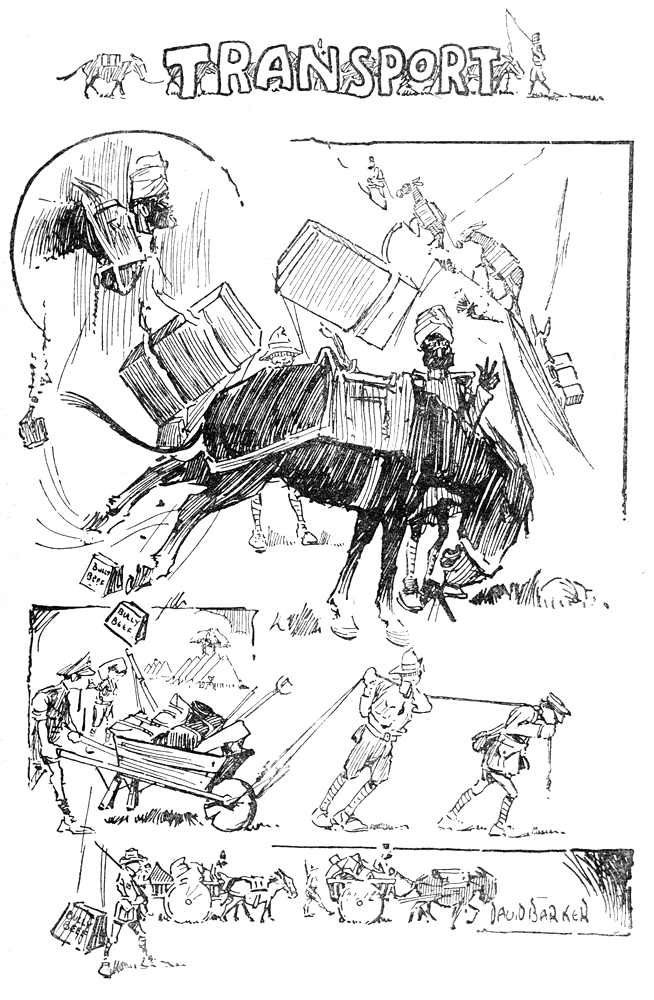 TRANSPORT
BULLY
BEEF
BULLY
BEEF
BULLY
BEEF
DAVID BARKER